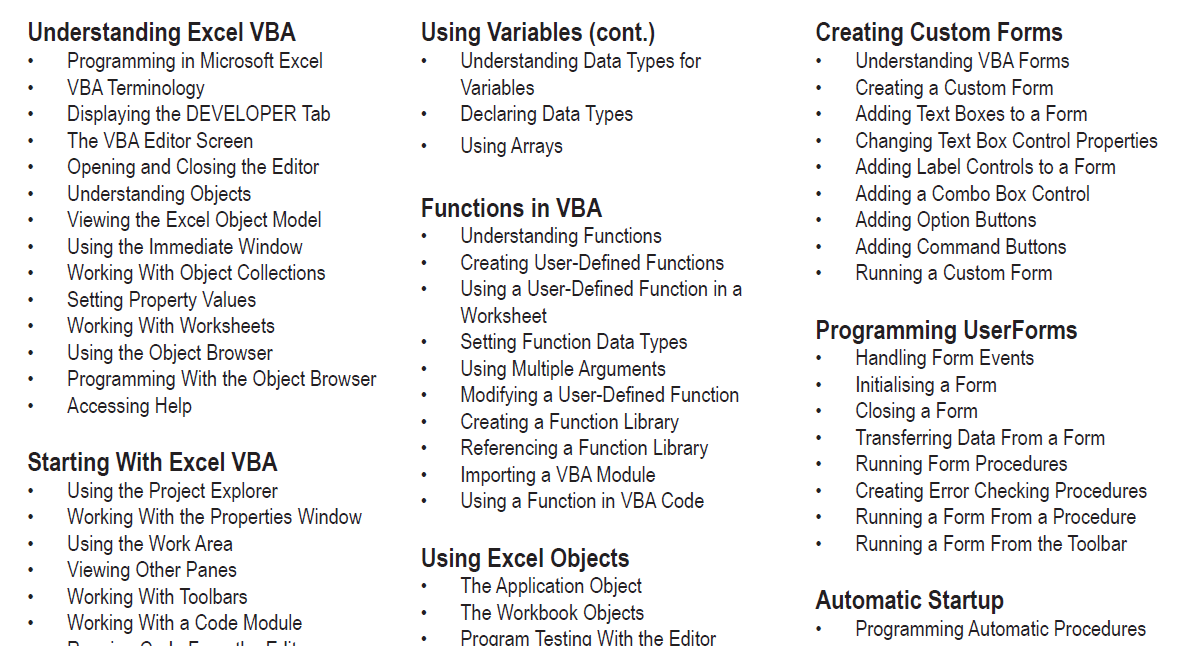 Understanding Excel VBA
• Programming in Microsoft Excel
• VBA Terminology
• Displaying the DEVELOPER Tab
• The VBA Editor Screen
• Opening and Closing the Editor
• Understanding Objects
• Viewing the Excel Object Model
• Using the Immediate Window
• Working With Object Collections
• Setting Property Values
• Working With Worksheets
• Using the Object Browser
• Programming With the Object Browser
• Accessing Help
Starting With Excel VBA
• Using the Project Explorer
• Working With the Properties Window
• Using the Work Area
• Viewing Other Panes
• Working With Toolbars
• Working With a Code Module
Using Variables (cont.)
• Understanding Data Types for
Variables
• Declaring Data Types
• Using Arrays
Functions in VBA
• Understanding Functions
• Creating User-Defined Functions
• Using a User-Defined Function in a
Worksheet
• Setting Function Data Types
• Using Multiple Arguments
• Modifying a User-Defined Function
• Creating a Function Library
• Referencing a Function Library
• Importing a VBA Module
• Using a Function in VBA Code
Using Excel Objects
• The Application Object
• The Workbook Objects
• Program Testing With the Editor
Creating Custom Forms
• Understanding VBA Forms
• Creating a Custom Form
• Adding Text Boxes to a Form
• Changing Text Box Control Properties
• Adding Label Controls to a Form
• Adding a Combo Box Control
• Adding Option Buttons
• Adding Command Buttons
• Running a Custom Form
Programming UserForms
• Handling Form Events
• Initialising a Form
• Closing a Form
• Transferring Data From a Form
• Running Form Procedures
• Creating Error Checking Procedures
• Running a Form From a Procedure
• Running a Form From the Toolbar
Automatic Startup
• Programming Automatic Procedures